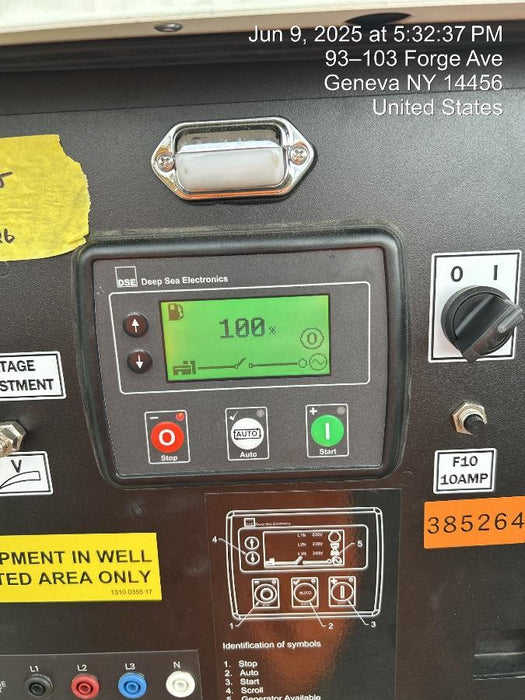 Jun 9, 2025 at 5:32:37 PM
93–103 Forge Ave
Geneva NY 14456
United States
DSE Deep Sea Electronics
100 %
O I
TAGE
STMENT
V
Stop
AUTO
Auto
I
Start
F10
10AMP
385264
PMENT IN WELL
TED AREA ONLY
1310 0355 17
Deep Sea Electronics
4
5
1
2
3
AUTO
Identification of symbols
1. Stop
2. Auto
3. Start
4. Scroll
5. Generator Available
L1
L2
L3
N